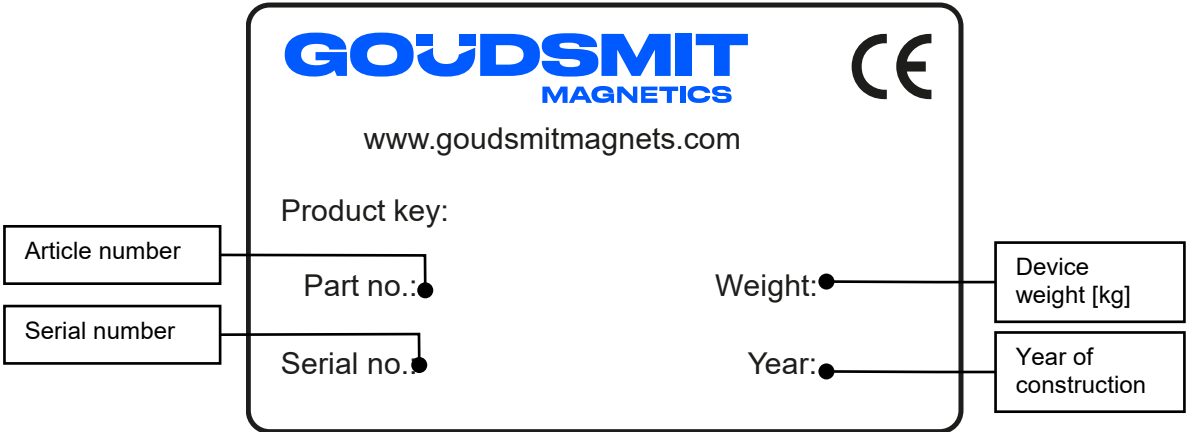 GOUDSMIT
MAGNETICS
CE
www.goudsmitmagnets.com
Product key:
Article number
Part no.:
Weight:
Device
weight [kg]
Serial number
Serial no.:
Year:
Year of
construction